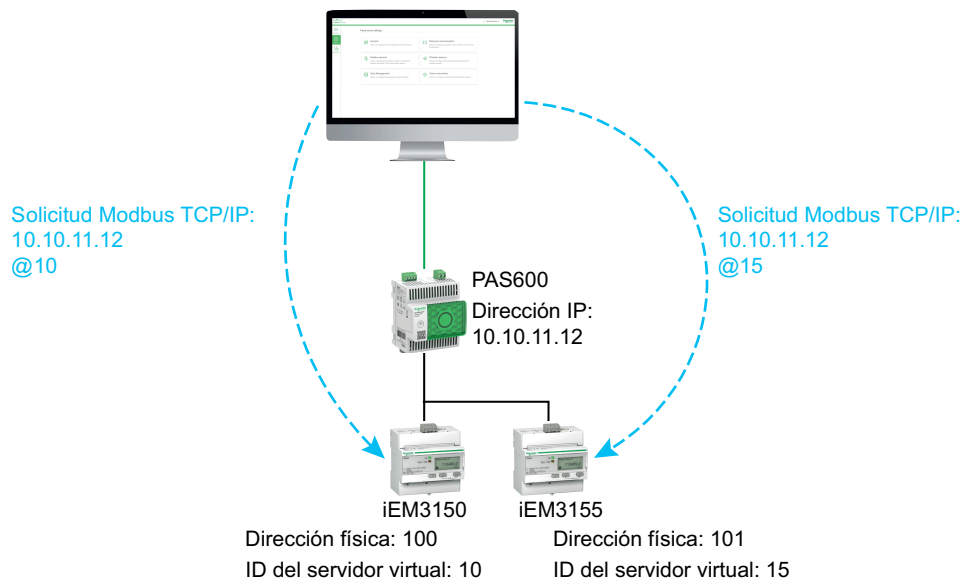 Solicitud Modbus TCP/IP:
10.10.11.12
@10
Solicitud Modbus TCP/IP:
10.10.11.12
@15
PAS600
Dirección IP:
10.10.11.12
iEM3150
Dirección física: 100
ID del servidor virtual: 10
iEM3155
Dirección física: 101
ID del servidor virtual: 15